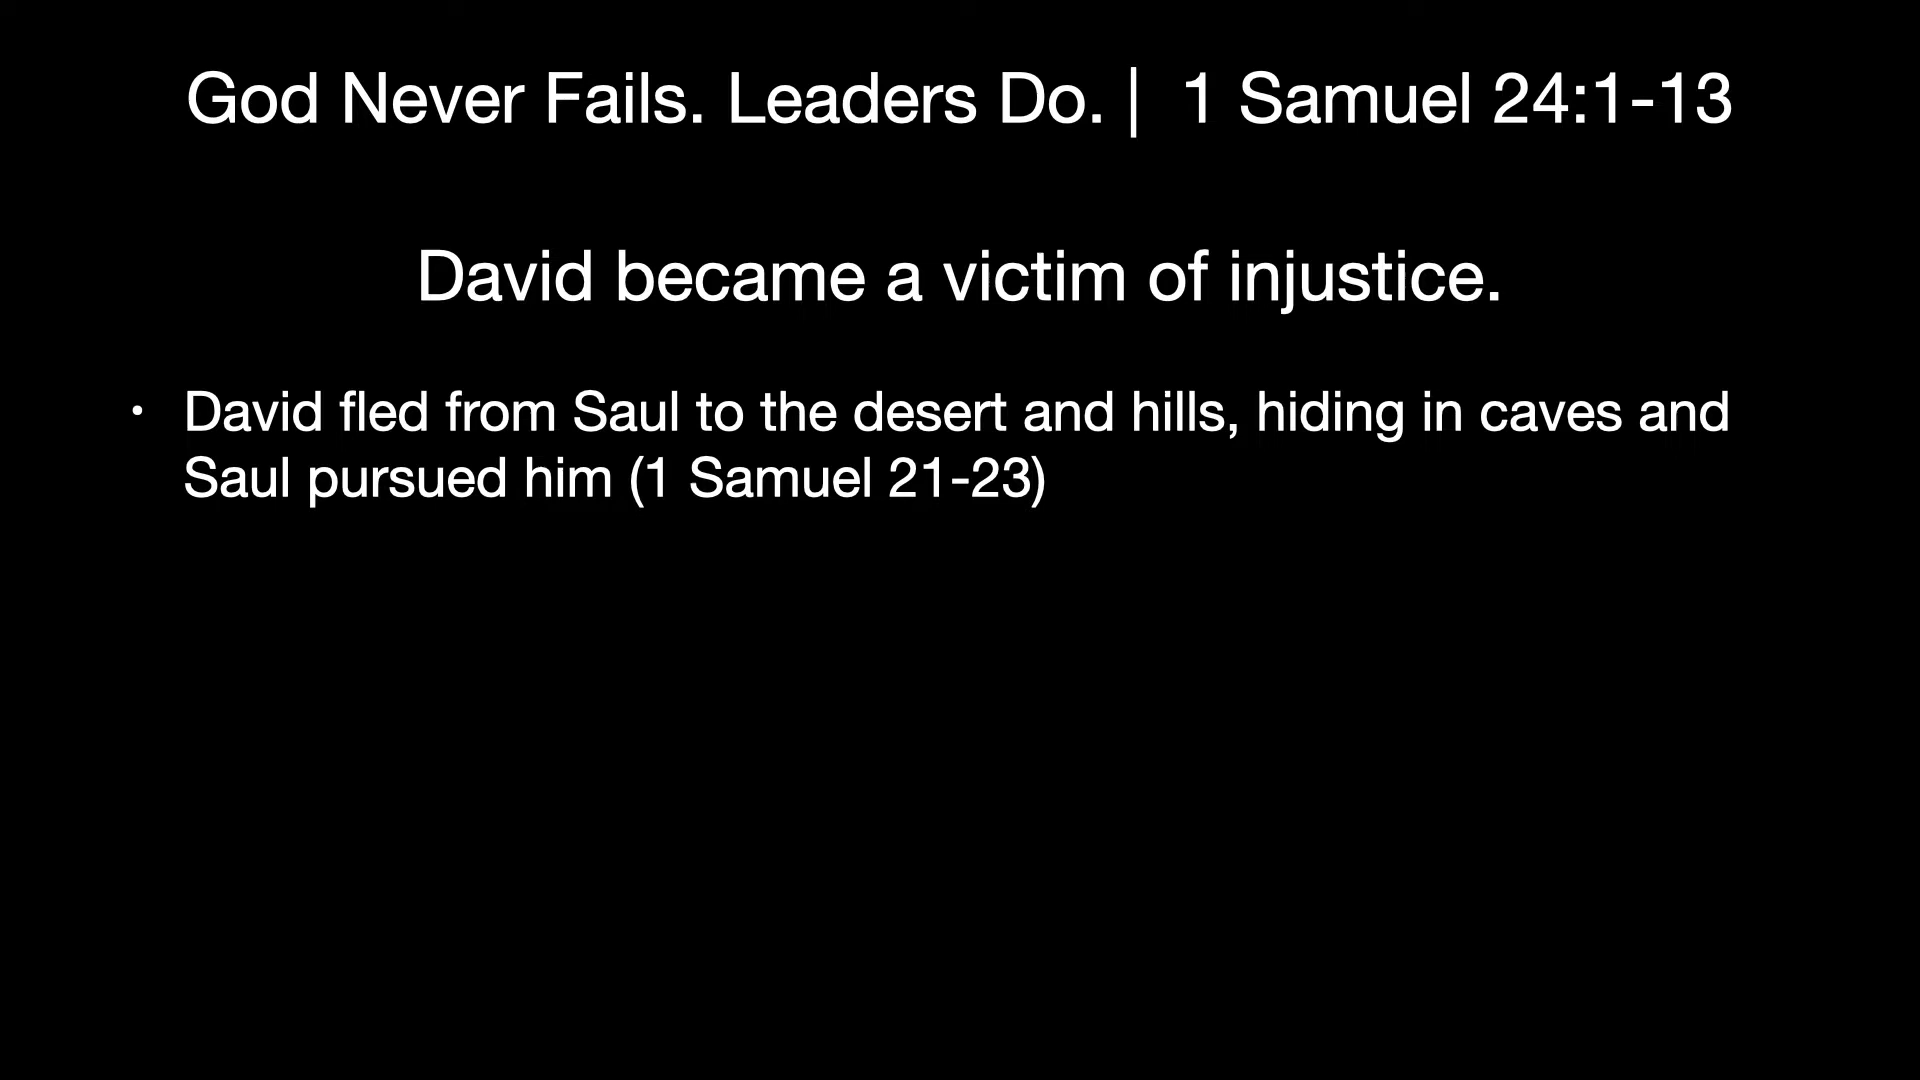 God Never Fails. Leaders Do. |  1 Samuel 24:1-13
David became a victim of injustice.
• David fled from Saul to the desert and hills, hiding in caves and
Saul pursued him (1 Samuel 21-23)